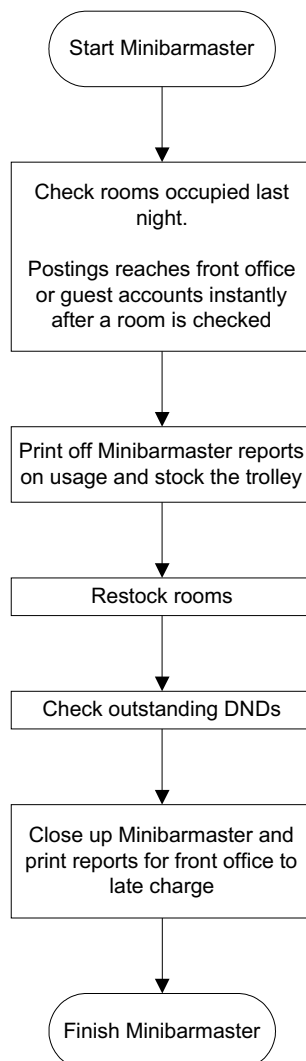 Start Minibarmaster
Check rooms occupied last
night.
Postings reaches front office
or guest accounts instantly
after a room is checked
Print off Minibarmaster reports
on usage and stock the trolley
Restock rooms
Check outstanding DNDs
Close up Minibarmaster and
print reports for front office to
late charge
Finish Minibarmaster